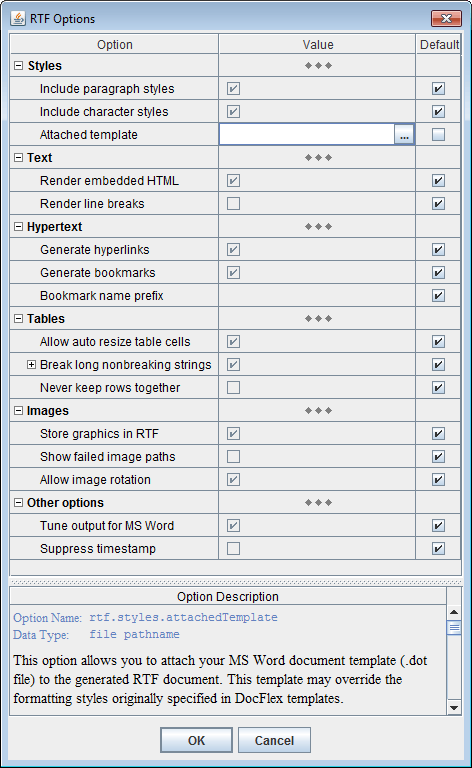 RTF Options
Option Value Default
Styles
Include paragraph styles
Include character styles
Attached template ...
Text
Render embedded HTML
Render line breaks
Hypertext
Generate hyperlinks
Generate bookmarks
Bookmark name prefix
Tables
Allow auto resize table cells
Break long nonbreaking strings
Never keep rows together
Images
Store graphics in RTF
Show failed image paths
Allow image rotation
Other options
Tune output for MS Word
Suppress timestamp
Option Description
Option Name: rtf.styles.attachedTemplate
Data Type: file pathname
This option allows you to attach your MS Word document template (.dot
file) to the generated RTF document. This template may override the
formatting styles originally specified in DocFlex templates.
OK Cancel